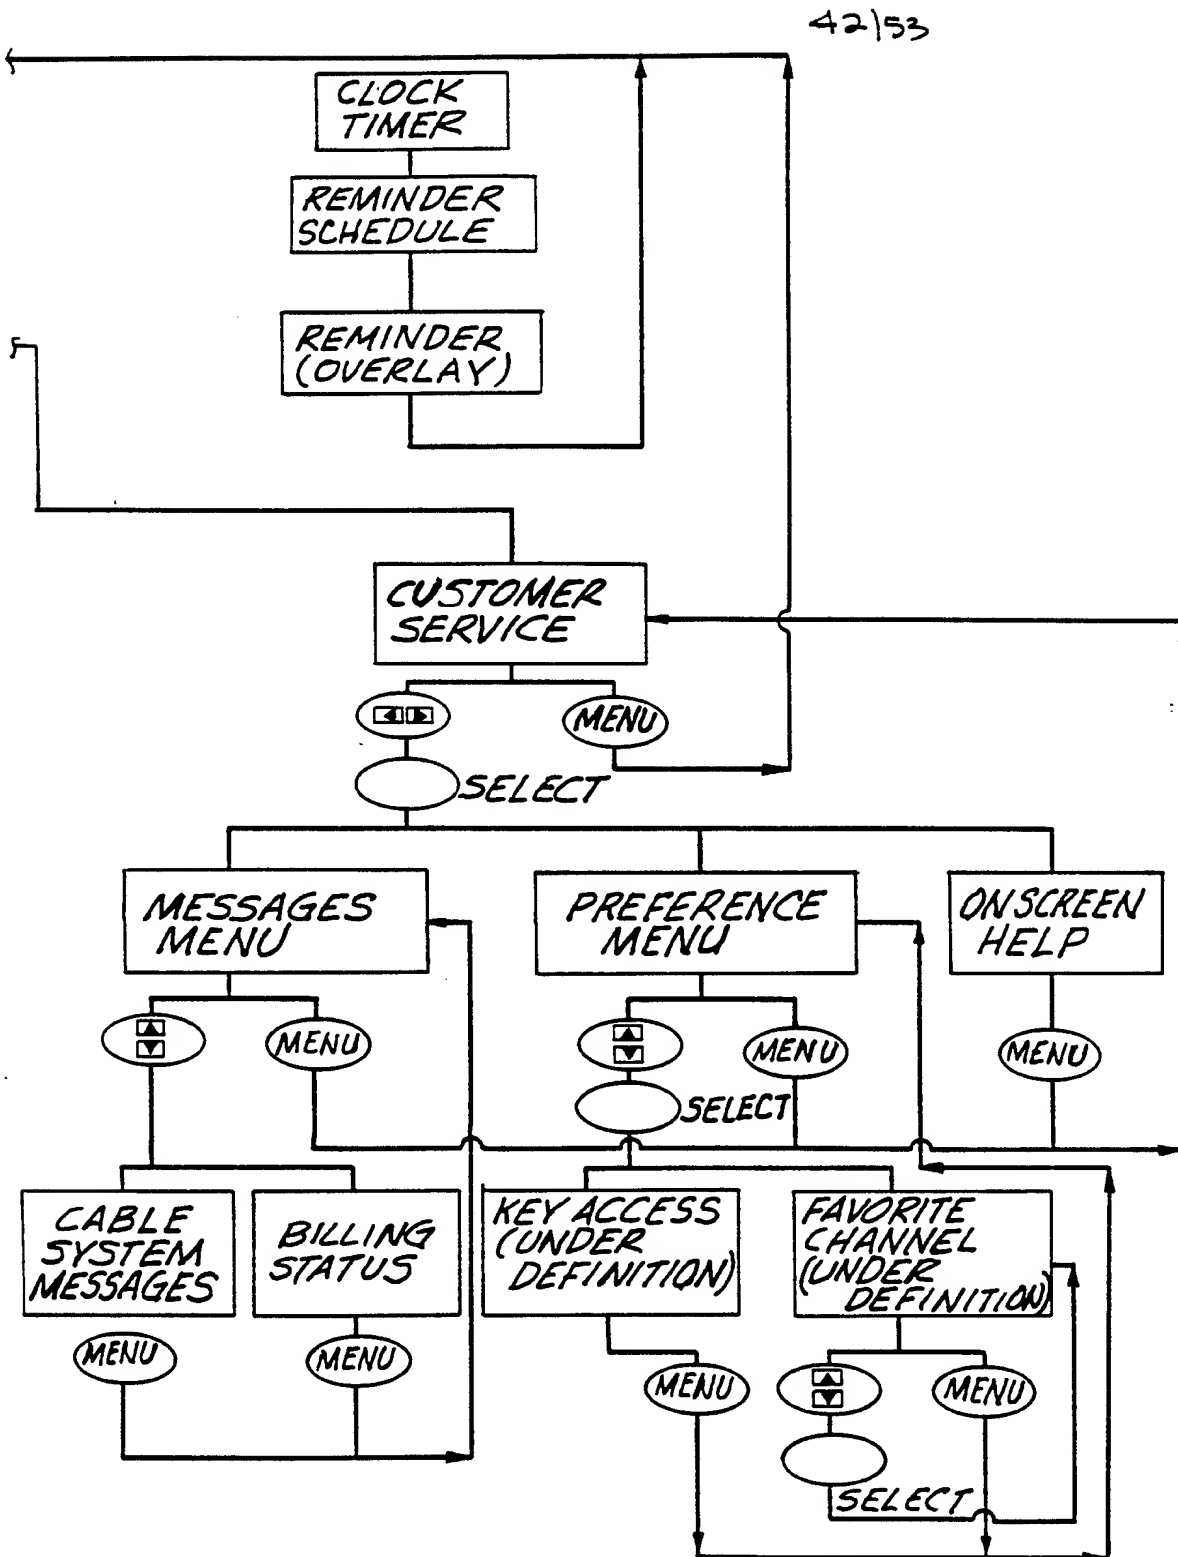 42/53
CLOCK
TIMER
REMINDER
SCHEDULE
REMINDER
(OVERLAY)
CUSTOMER
SERVICE
MENU
SELECT
MESSAGES
MENU
PREFERENCE
MENU
ONSCREEN
HELP
MENU
MENU
MENU
SELECT
CABLE
SYSTEM
MESSAGES
BILLING
STATUS
KEY ACCESS
(UNDER
DEFINITION)
FAVORITE
CHANNEL
(UNDER
DEFINITION)
MENU
MENU
MENU
MENU
SELECT